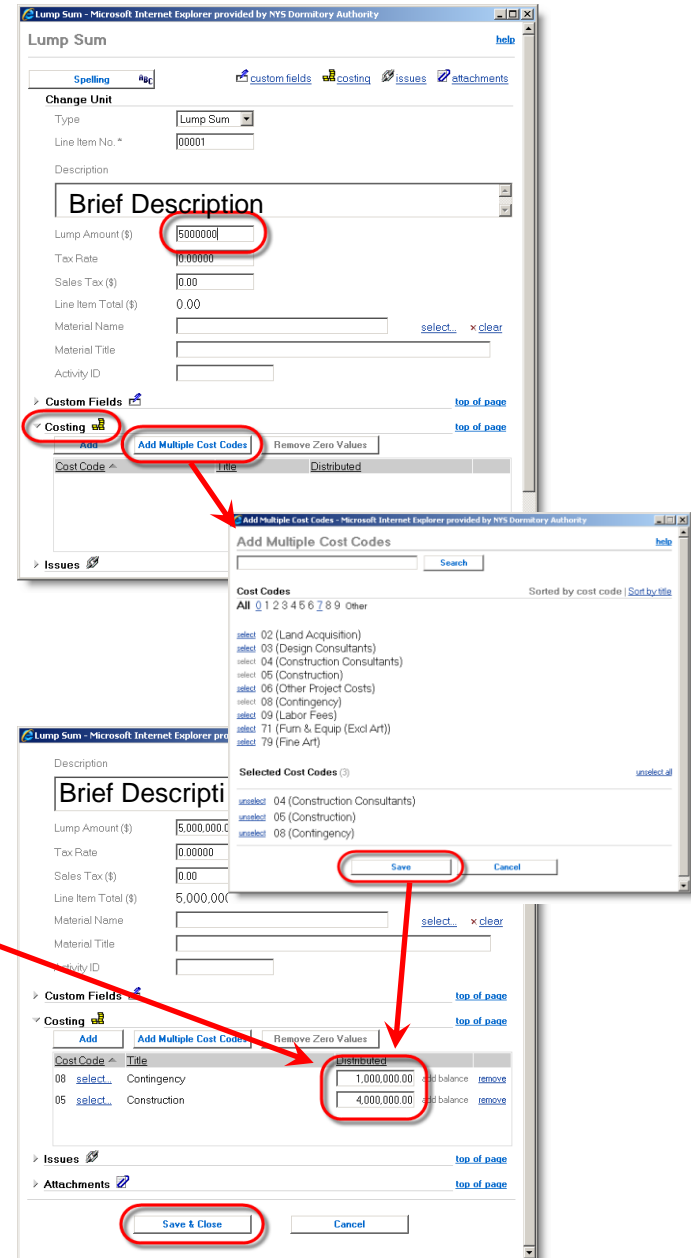 Lump Sum - Microsoft Internet Explorer provided by NYS Dormitory Authority
Lump Sum help
Spelling ABC custom fields costing issues attachments
Change Unit
Type Lump Sum
Line Item No. * 00001
Description
Brief Description
Lump Amount ($) 5000000
Tax Rate 0.00000
Sales Tax ($) 0.00
Line Item Total ($) 0.00
Material Name select... × clear
Material Title
Activity ID
Custom Fields top of page
Costing top of page
Add Add Multiple Cost Codes Remove Zero Values
Cost Code Title Distributed
Issues
Add Multiple Cost Codes - Microsoft Internet Explorer provided by NYS Dormitory Authority
Add Multiple Cost Codes help
Search
Cost Codes Sorted by cost code | Sort by title
All 0 1 2 3 4 5 6 7 8 9 Other
select 02 (Land Acquisition)
select 03 (Design Consultants)
select 04 (Construction Consultants)
select 05 (Construction)
select 06 (Other Project Costs)
select 08 (Contingency)
select 09 (Labor Fees)
select 71 (Furn & Equip (Excl Art))
select 79 (Fine Art)
Selected Cost Codes (3) unselect all
unselect 04 (Construction Consultants)
unselect 05 (Construction)
unselect 08 (Contingency)
Save Cancel
Lump Sum - Microsoft Internet Explorer pro
Description
Brief Descripti
Lump Amount ($) 5,000,000.0
Tax Rate 0.00000
Sales Tax ($) 0.00
Line Item Total ($) 5,000,000
Material Name select... × clear
Material Title
Activity ID
Custom Fields top of page
Costing top of page
Add Add Multiple Cost Codes Remove Zero Values
Cost Code Title Distributed
08 select... Contingency 1,000,000.00 add balance remove
05 select... Construction 4,000,000.00 add balance remove
Issues top of page
Attachments top of page
Save & Close Cancel